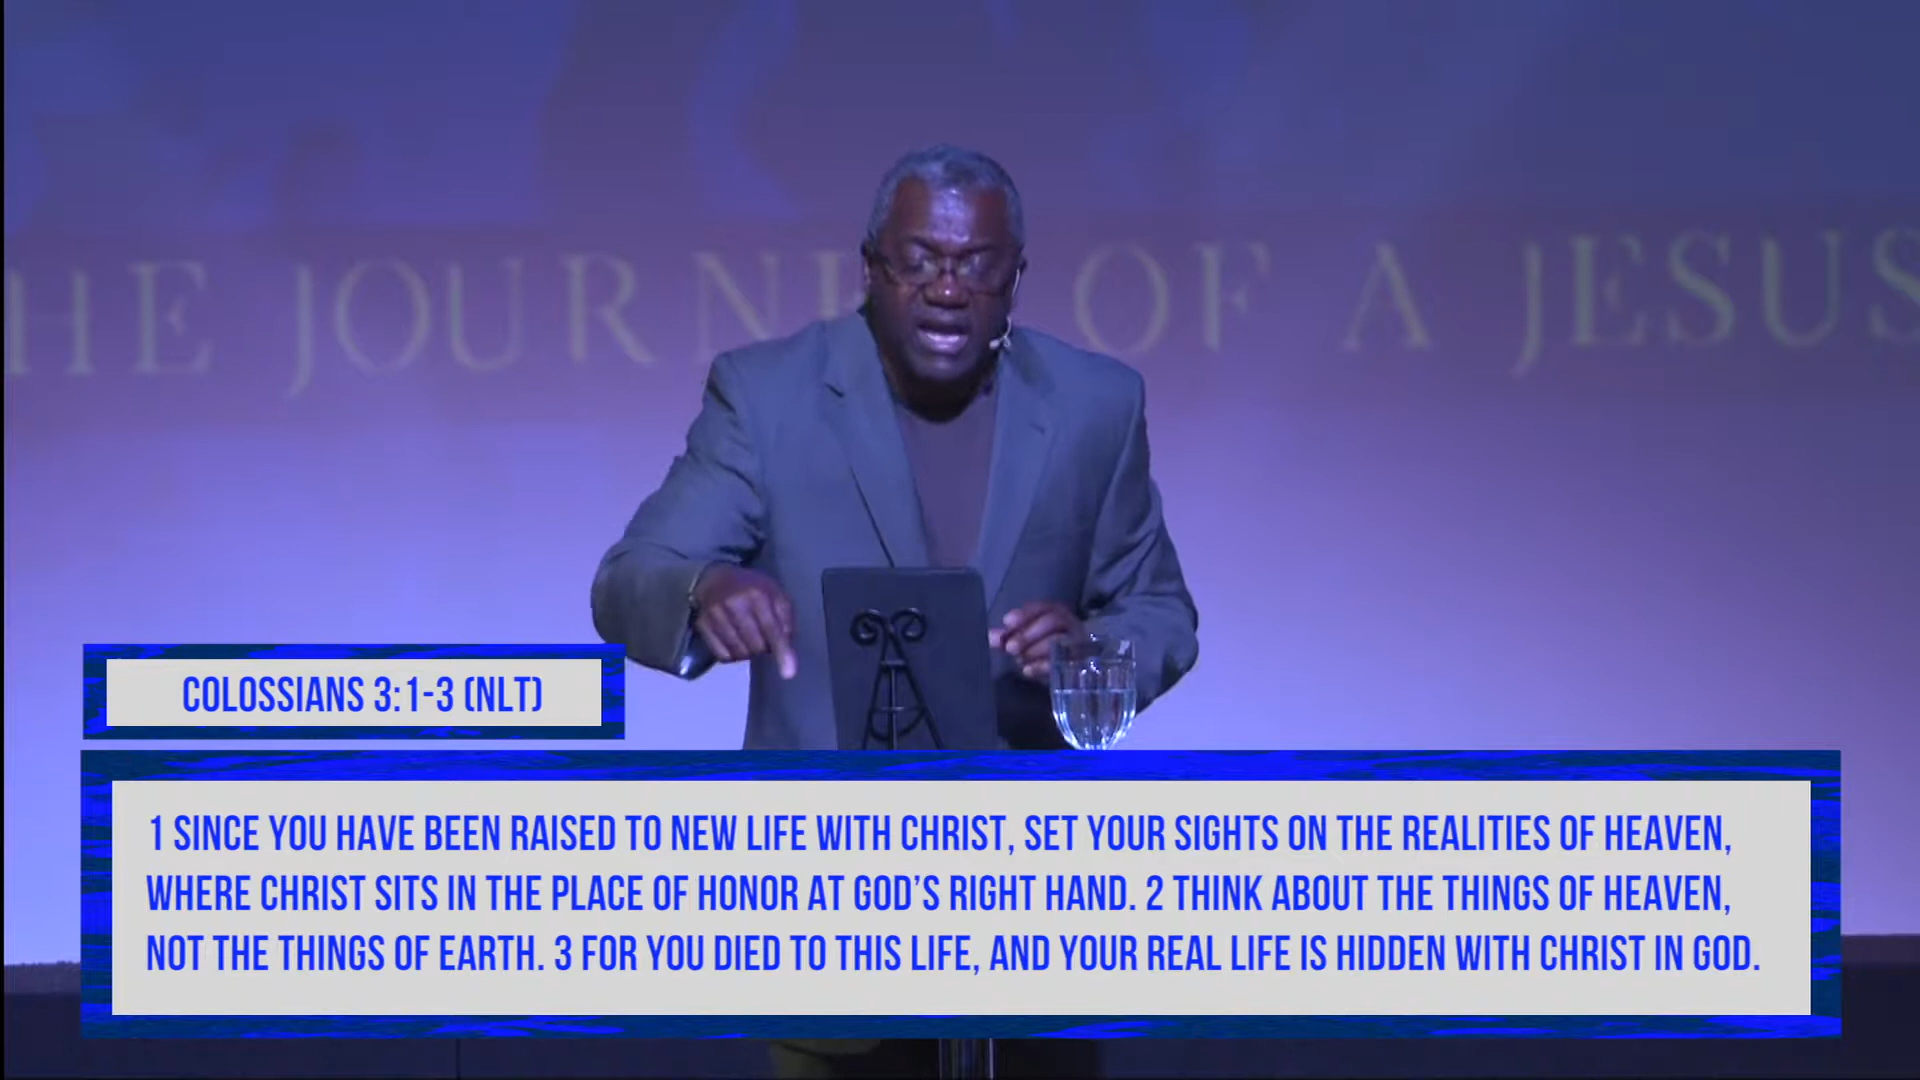 HE JOURNE OF A JESUS
COLOSSIANS 3:1-3 (NLT)
1 SINCE YOU HAVE BEEN RAISED TO NEW LIFE WITH CHRIST, SET YOUR SIGHTS ON THE REALITIES OF HEAVEN,
WHERE CHRIST SITS IN THE PLACE OF HONOR AT GOD’S RIGHT HAND. 2 THINK ABOUT THE THINGS OF HEAVEN,
NOT THE THINGS OF EARTH. 3 FOR YOU DIED TO THIS LIFE, AND YOUR REAL LIFE IS HIDDEN WITH CHRIST IN GOD.